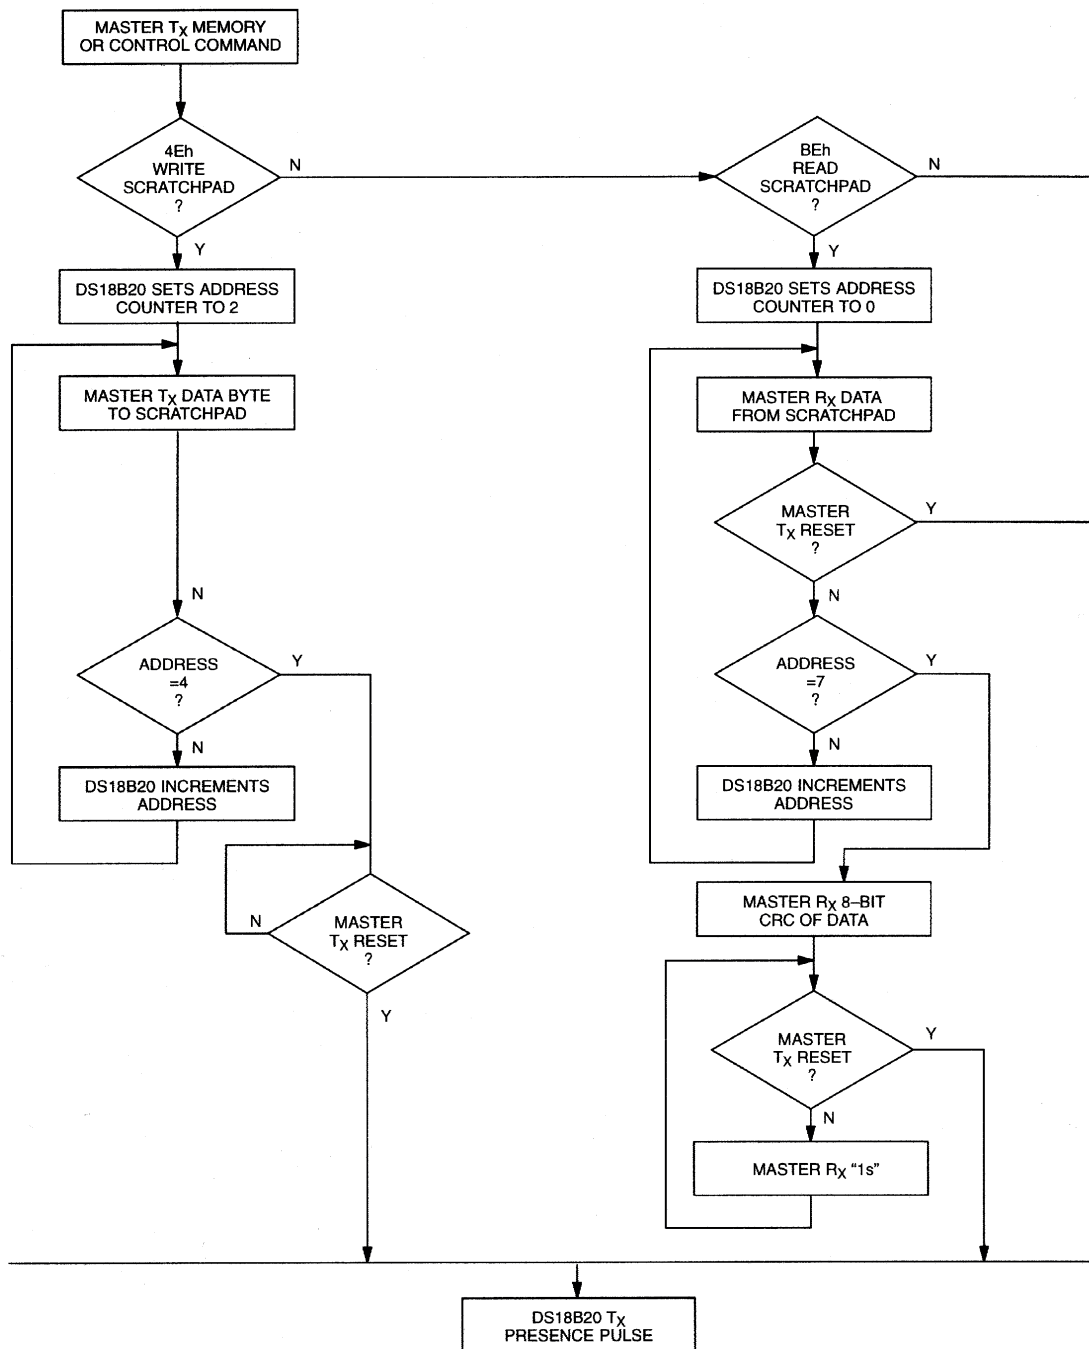 MASTER TX MEMORY
OR CONTROL COMMAND
4Eh
WRITE
SCRATCHPAD
?
N
Y
BEh
READ
SCRATCHPAD
?
N
Y
DS18B20 SETS ADDRESS
COUNTER TO 2
DS18B20 SETS ADDRESS
COUNTER TO 0
MASTER TX DATA BYTE
TO SCRATCHPAD
MASTER RX DATA
FROM SCRATCHPAD
MASTER
TX RESET
?
Y
N
N
ADDRESS
=4
?
Y
N
ADDRESS
=7
?
Y
N
DS18B20 INCREMENTS
ADDRESS
DS18B20 INCREMENTS
ADDRESS
MASTER
TX RESET
?
N
Y
MASTER RX 8–BIT
CRC OF DATA
MASTER
TX RESET
?
Y
N
MASTER RX “1s”
DS18B20 TX
PRESENCE PULSE